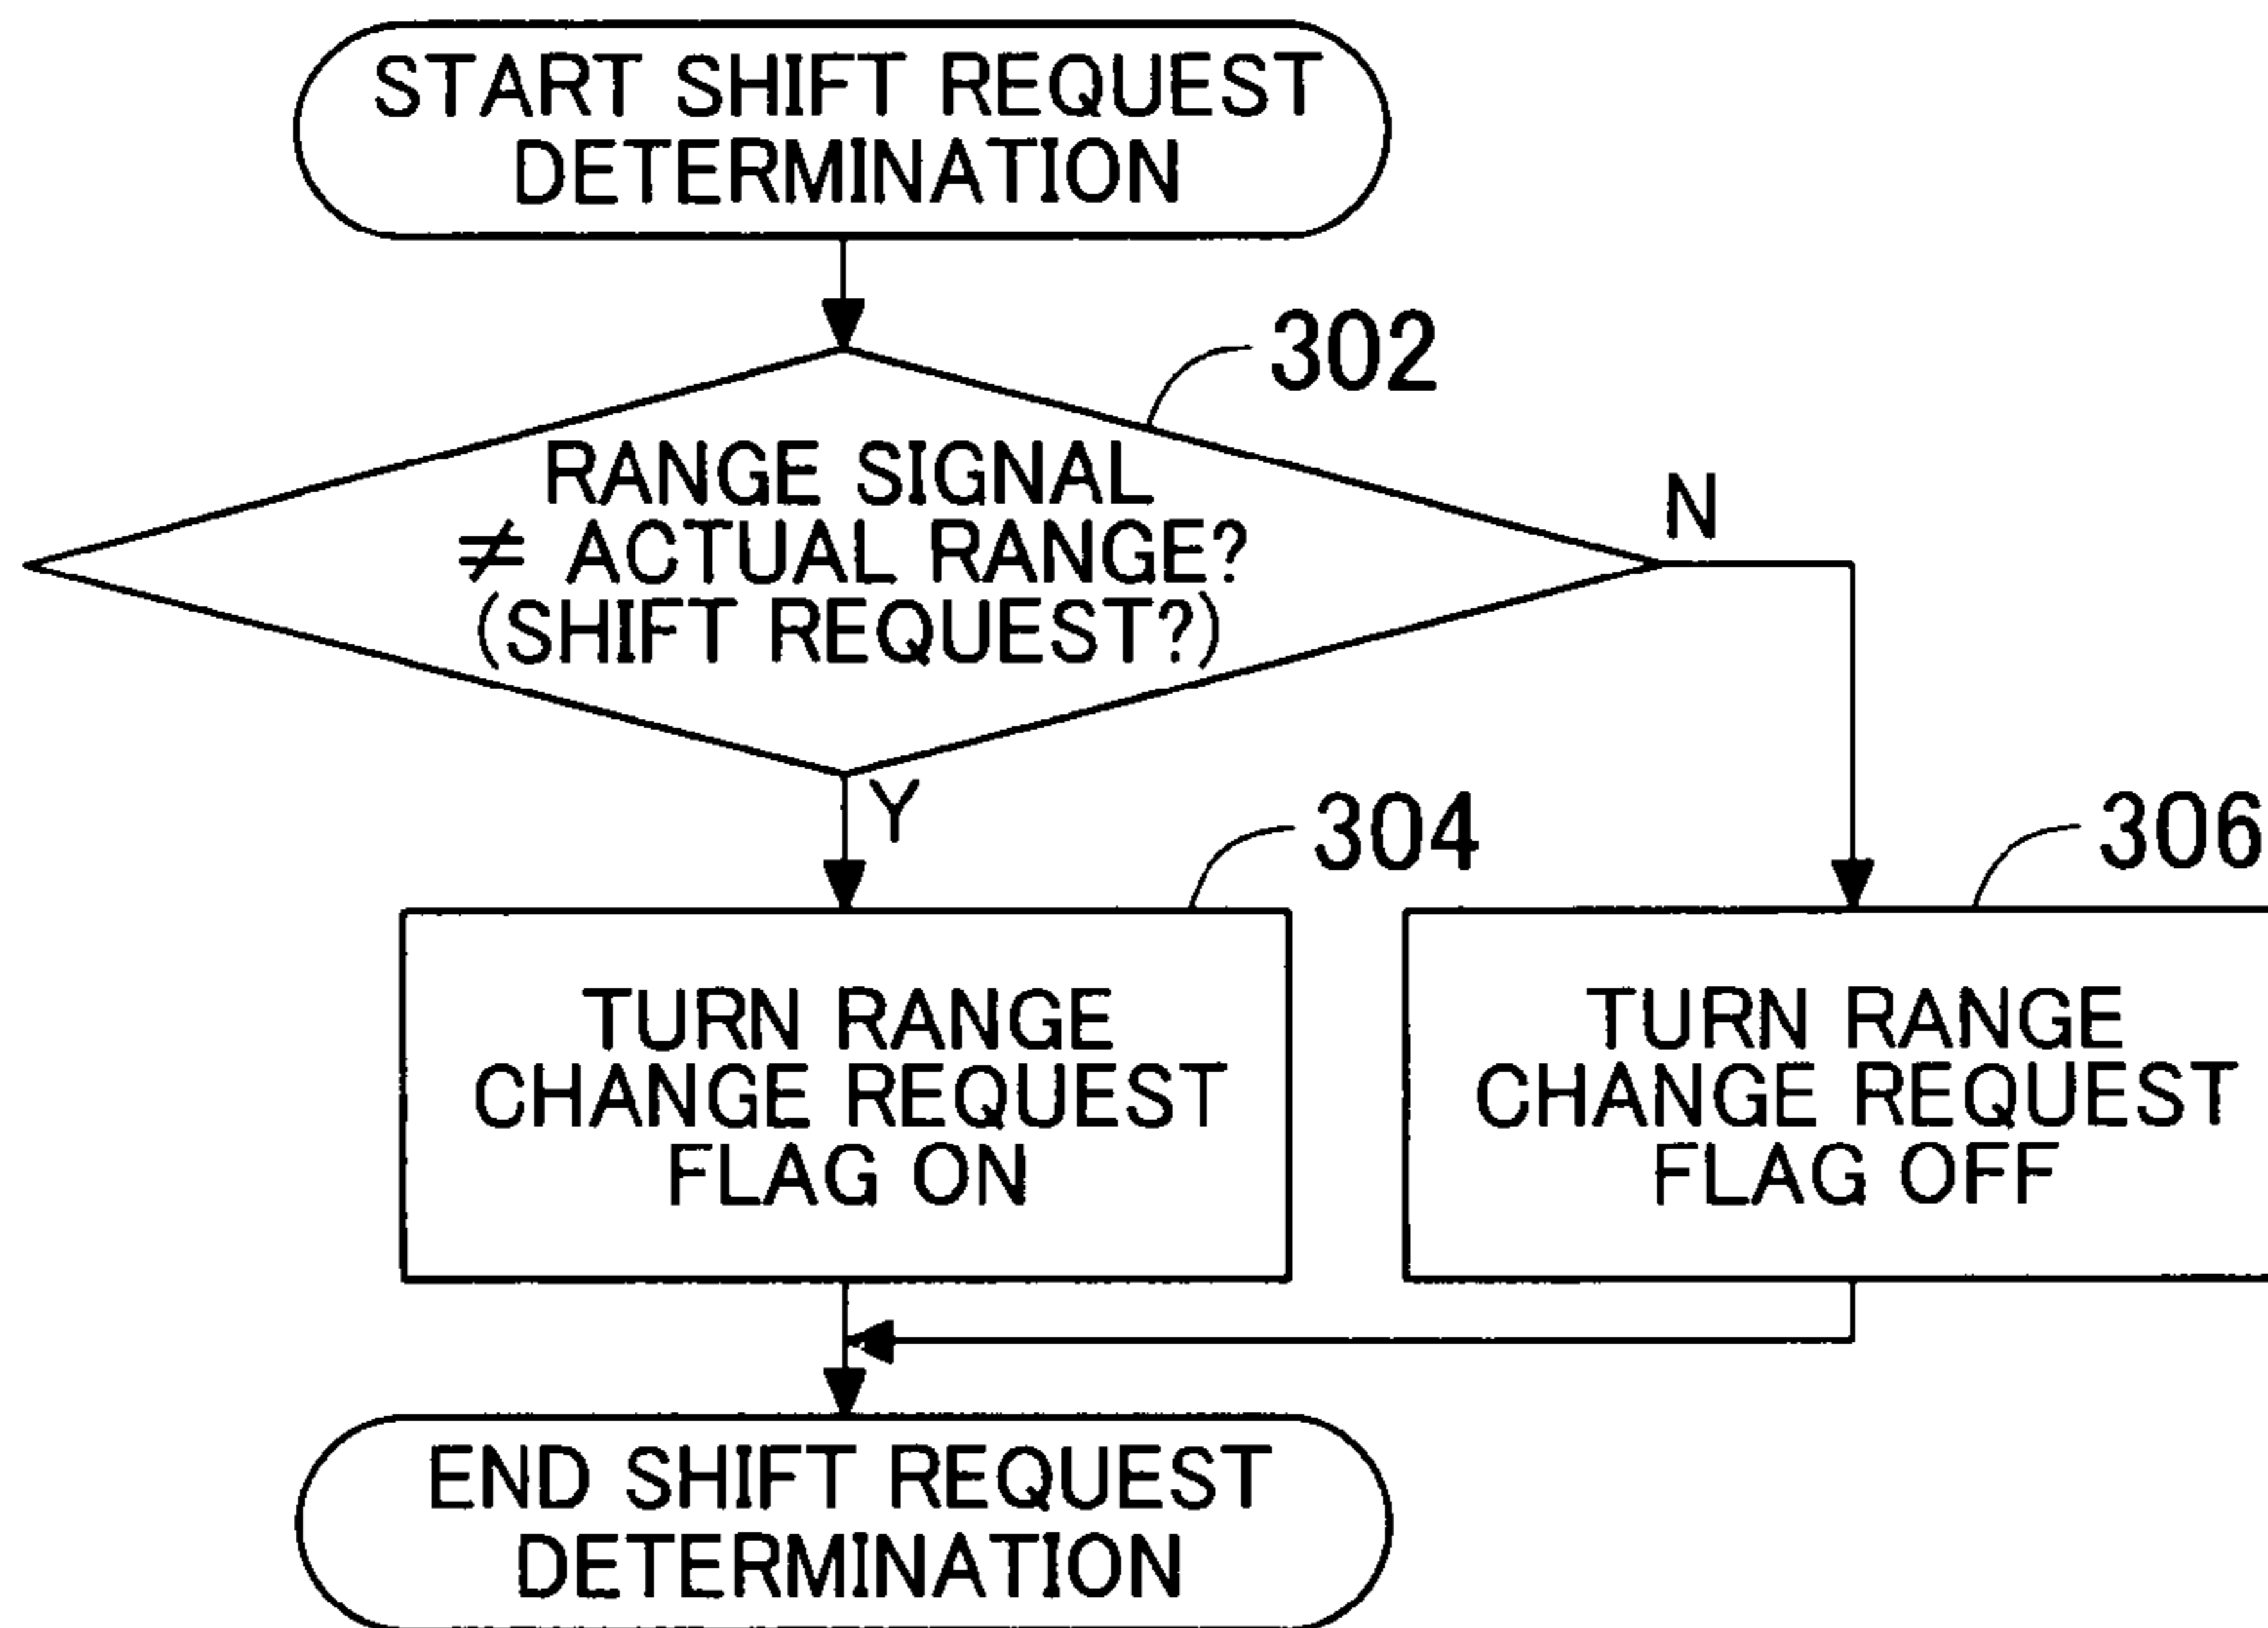 START SHIFT REQUEST
DETERMINATION
302
RANGE SIGNAL
≠ ACTUAL RANGE?
(SHIFT REQUEST?)
N
Y
304
306
TURN RANGE
CHANGE REQUEST
FLAG ON
TURN RANGE
CHANGE REQUEST
FLAG OFF
END SHIFT REQUEST
DETERMINATION